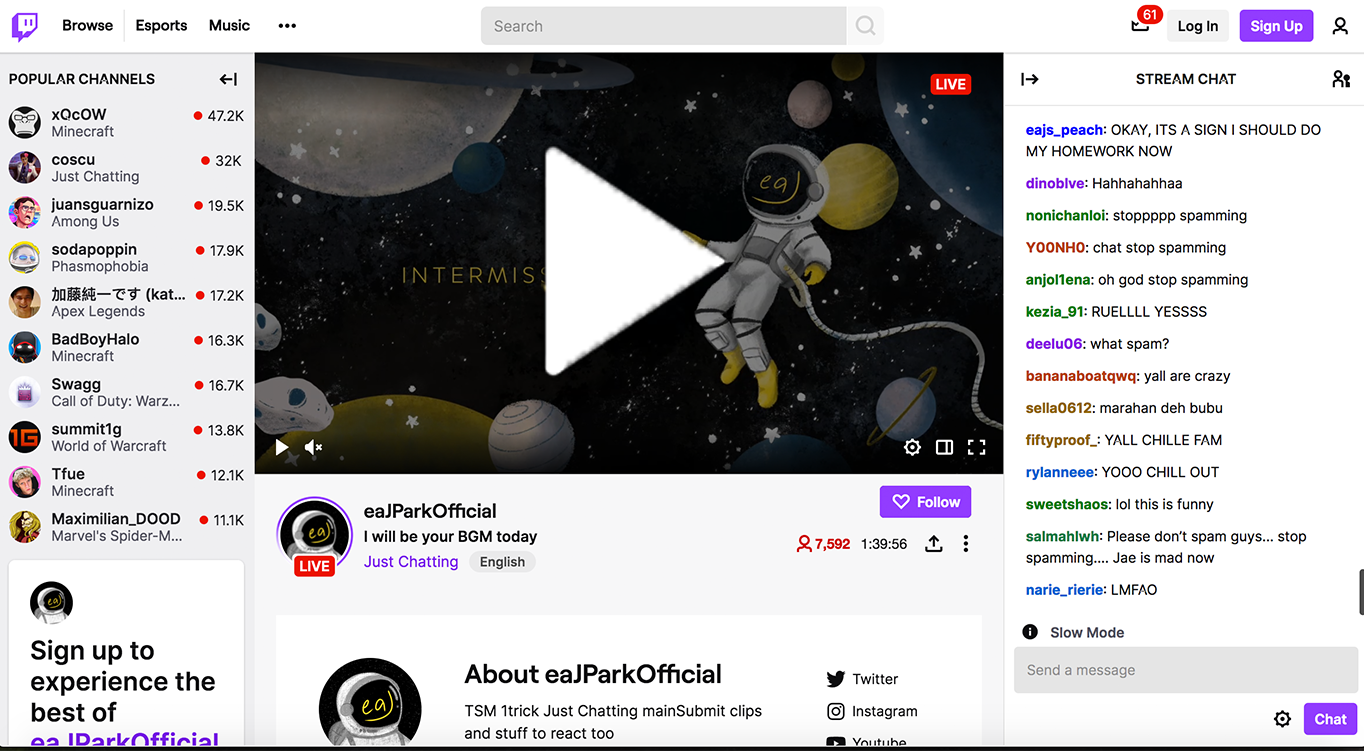 Browse
Esports
Music
Search
61
Log In
Sign Up
POPULAR CHANNELS
xQcOW
47.2K
Minecraft
coscu
32K
Just Chatting
juansguarnizo
19.5K
Among Us
sodapoppin
17.9K
Phasmophobia
加藤純一です (kat...
17.2K
Apex Legends
BadBoyHalo
16.3K
Minecraft
Swagg
16.7K
Call of Duty: Warz...
summit1g
13.8K
World of Warcraft
Tfue
12.1K
Minecraft
Maximilian_DOOD
11.1K
Marvel's Spider-M...
eaJ
Sign up to
experience the
best of
eaJParkOfficial
LIVE
eaJ
INTERMISS
eaJ
LIVE
eaJParkOfficial
I will be your BGM today
Just Chatting
English
Follow
7,592
1:39:56
eaJ
About eaJParkOfficial
TSM 1trick Just Chatting mainSubmit clips
and stuff to react too
Twitter
Instagram
Youtube
STREAM CHAT
eajs_peach: OKAY, ITS A SIGN I SHOULD DO
MY HOMEWORK NOW
dinoblve: Hahhahahhaa
nonichanloi: stoppppp spamming
Y00NH0: chat stop spamming
anjol1ena: oh god stop spamming
kezia_91: RUELLLL YESSSS
deelu06: what spam?
bananaboatqwq: yall are crazy
sella0612: marahan deh bubu
fiftyproof_: YALL CHILLE FAM
rylanneee: YOOO CHILL OUT
sweetshaos: lol this is funny
salmahlwh: Please don’t spam guys... stop
spamming.... Jae is mad now
narie_rierie: LMFAO
Slow Mode
Send a message
Chat